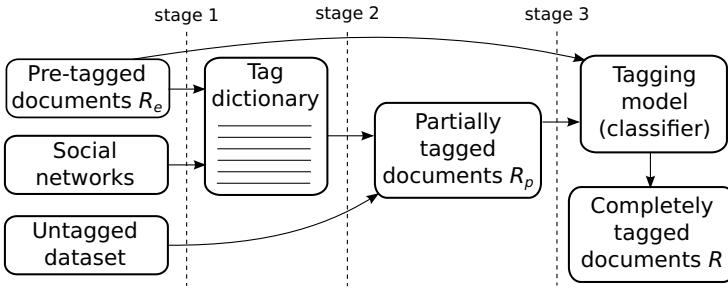 stage 1
stage 2
stage 3
Pre-tagged
documents R_e
Social
networks
Untagged
dataset
Tag
dictionary
Partially
tagged
documents R_p
Tagging
model
(classifier)
Completely
tagged
documents R